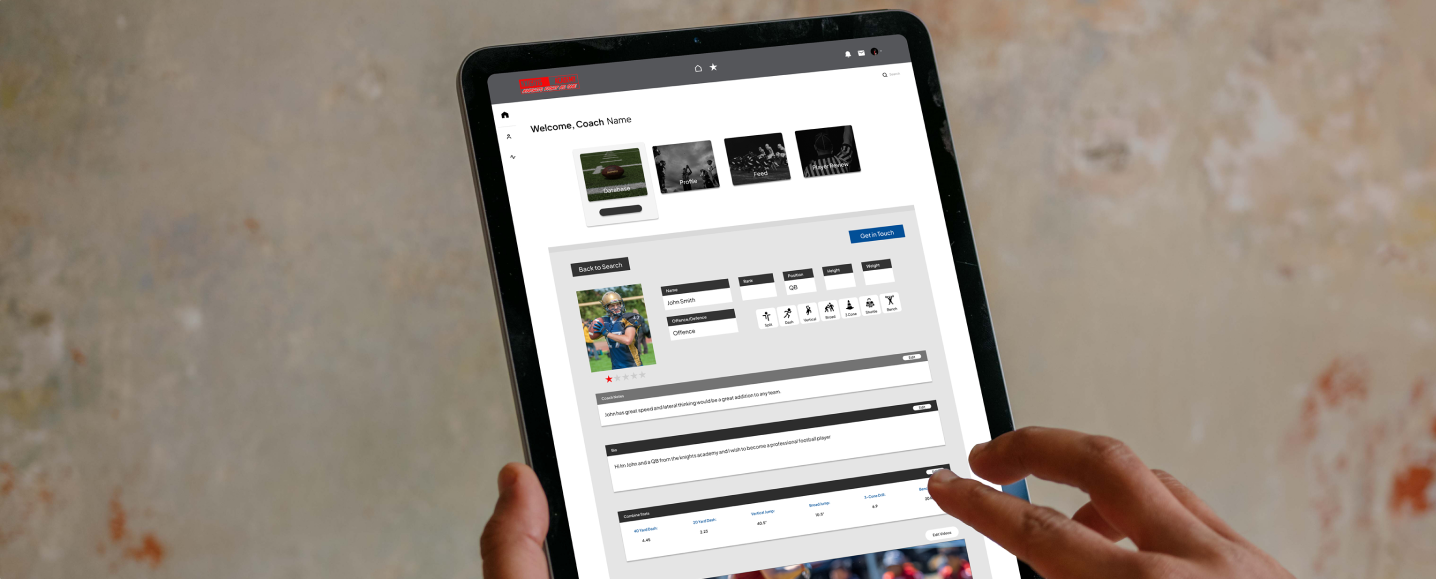 Welcome, Coach Name
Database
Profile
Feed
Player Review
Get in Touch
Back to Search
Name
John Smith
Position
QB
Height
Weight
Offence/Defence
Offence
Split
Dash
Vertical
Broad
3 Cone
Shuttle
Bench
Coach Notes
Edit
John has great speed and lateral thinking would be a great addition to any team.
Bio
Edit
Hi Im John and a QB from the knights academy and I wish to become a professional football player
Combine Tests
40 Yard Dash:
20 Yard Dash:
Vertical Jump:
Broad Jump:
3-Cone Drill:
4.46
2.23
40.5"
10.3"
6.9
Edit Videos